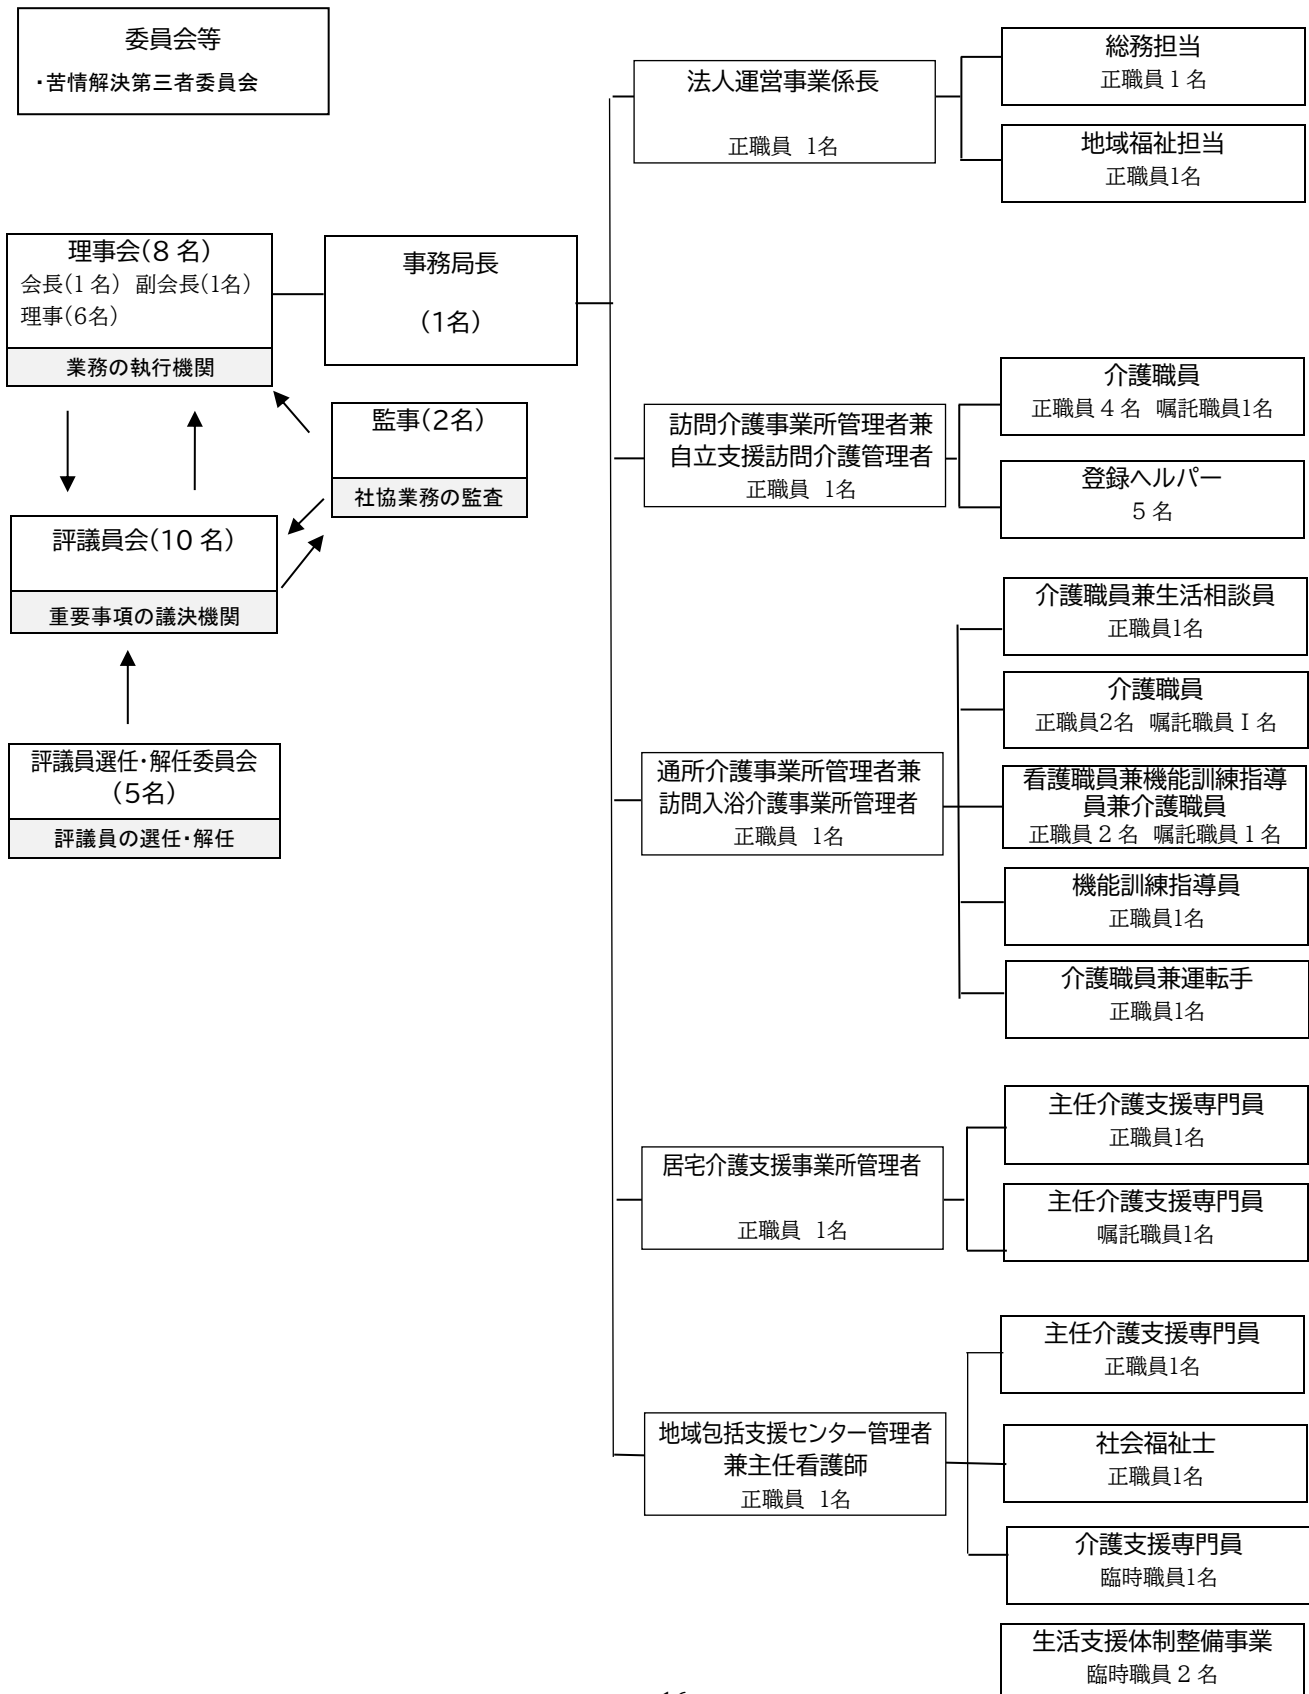 委員会等
・苦情解決第三者委員会
理事会(8 名)
会長(1 名) 副会長(1名)
理事(6名)
業務の執行機関
事務局長
(1名)
監事(2名)
社協業務の監査
評議員会(10 名)
重要事項の議決機関
評議員選任・解任委員会
(5名)
評議員の選任・解任
法人運営事業係長
正職員 1名
総務担当
正職員 1 名
地域福祉担当
正職員1名
訪問介護事業所管理者兼
自立支援訪問介護管理者
正職員 1名
介護職員
正職員 4 名 嘱託職員1名
登録ヘルパー
5 名
通所介護事業所管理者兼
訪問入浴介護事業所管理者
正職員 1名
介護職員兼生活相談員
正職員1名
介護職員
正職員2名 嘱託職員 I 名
看護職員兼機能訓練指導
員兼介護職員
正職員 2 名 嘱託職員 1 名
機能訓練指導員
正職員1名
介護職員兼運転手
正職員1名
居宅介護支援事業所管理者
正職員 1名
主任介護支援専門員
正職員1名
主任介護支援専門員
嘱託職員1名
地域包括支援センター管理者
兼主任看護師
正職員 1名
主任介護支援専門員
正職員1名
社会福祉士
正職員1名
介護支援専門員
臨時職員1名
生活支援体制整備事業
臨時職員 2 名